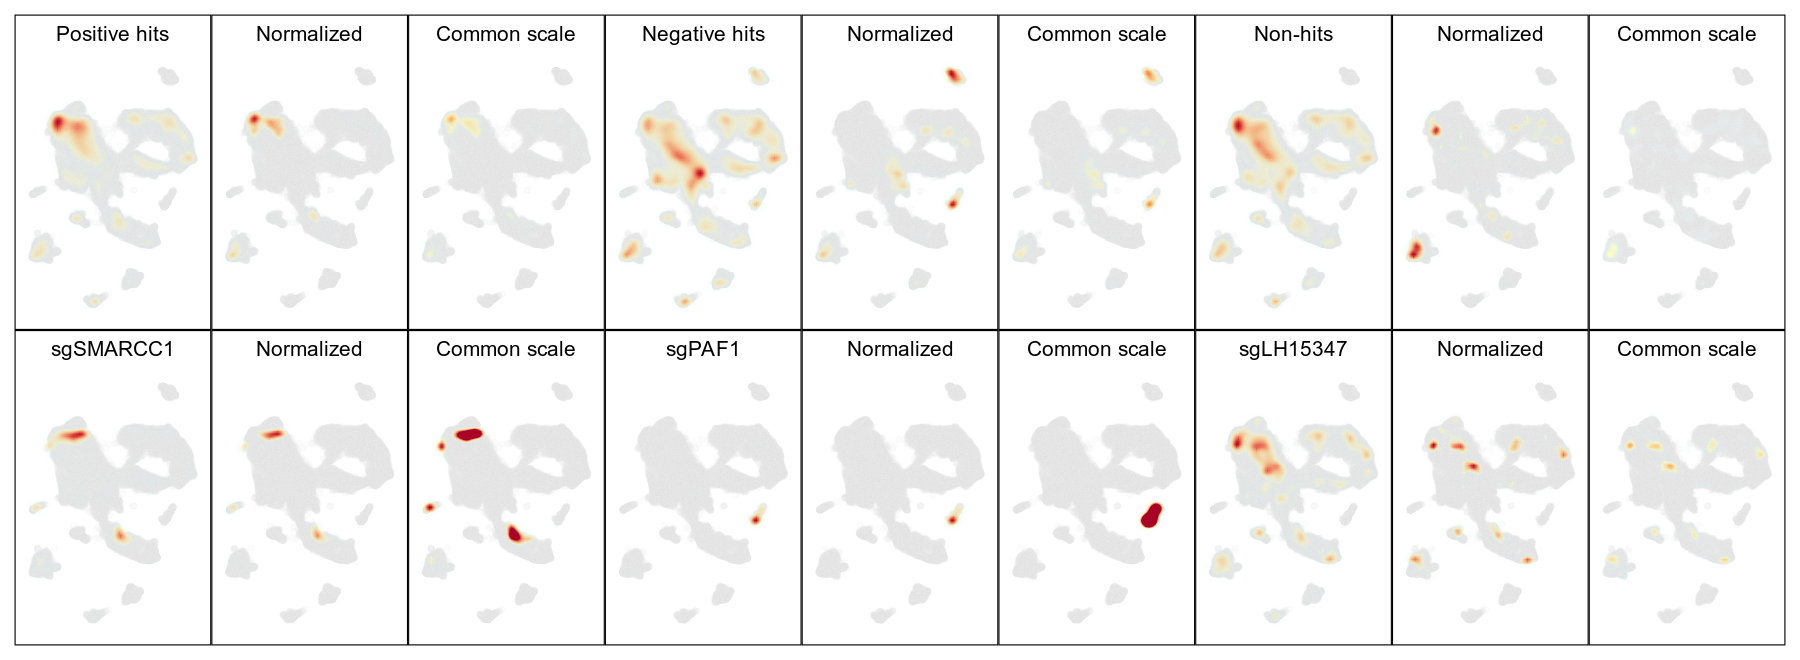 Positive hits
Normalized
Common scale
Negative hits
Normalized
Common scale
Non-hits
Normalized
Common scale
sgSMARCC1
Normalized
Common scale
sgPAF1
Normalized
Common scale
sgLH15347
Normalized
Common scale